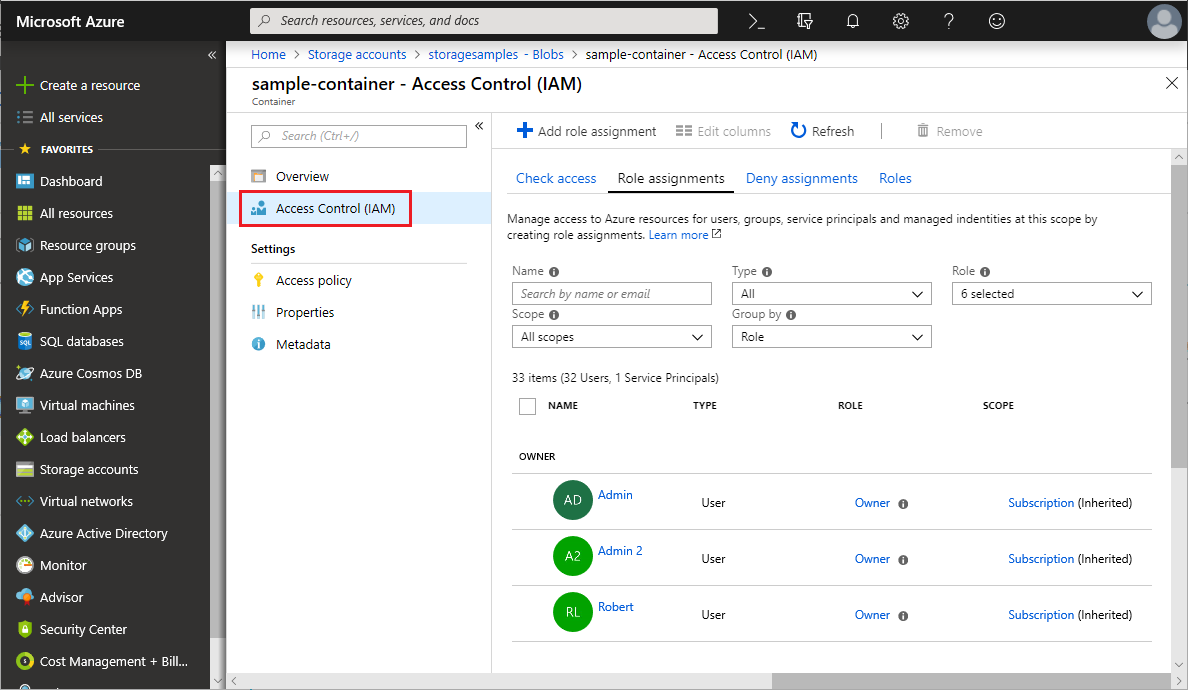 Microsoft Azure
Search resources, services, and docs
Home > Storage accounts > storagesamples - Blobs > sample-container - Access Control (IAM)
sample-container - Access Control (IAM)
Container
Create a resource
All services
FAVORITES
Dashboard
All resources
Resource groups
App Services
Function Apps
SQL databases
Azure Cosmos DB
Virtual machines
Load balancers
Storage accounts
Virtual networks
Azure Active Directory
Monitor
Advisor
Security Center
Cost Management + Bill...
Search (Ctrl+/)
Overview
Access Control (IAM)
Settings
Access policy
Properties
Metadata
Add role assignment
Edit columns
Refresh
Remove
Check access
Role assignments
Deny assignments
Roles
Manage access to Azure resources for users, groups, service principals and managed indentities at this scope by
creating role assignments. Learn more
Name
Type
Role
Search by name or email
All
6 selected
Scope
Group by
All scopes
Role
33 items (32 Users, 1 Service Principals)
NAME TYPE ROLE SCOPE
OWNER
AD Admin User Owner Subscription (Inherited)
A2 Admin 2 User Owner Subscription (Inherited)
RL Robert User Owner Subscription (Inherited)